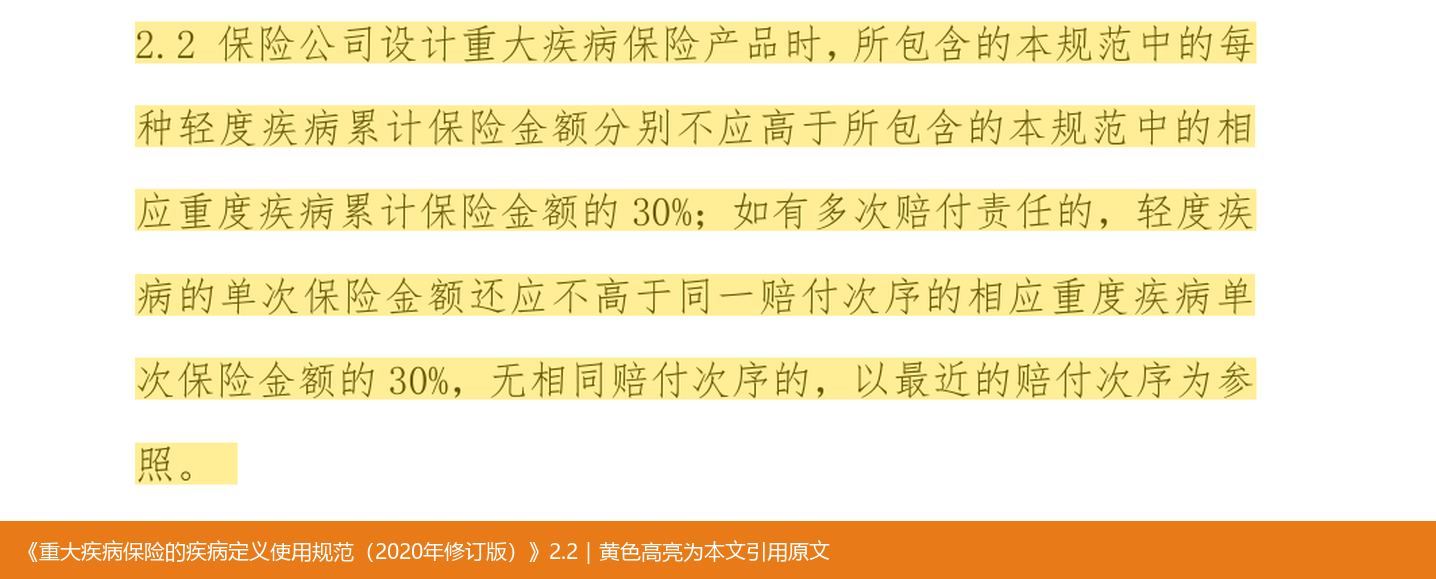 2.2 保险公司设计重大疾病保险产品时，所包含的本规范中的每
种轻度疾病累计保险金额分别不应高于所包含的本规范中的相
应重度疾病累计保险金额的 30%；如有多次赔付责任的，轻度疾
病的单次保险金额还应不高于同一赔付次序的相应重度疾病单
次保险金额的 30%，无相同赔付次序的，以最近的赔付次序为参
照。
《重大疾病保险的疾病定义使用规范（2020年修订版）》2.2｜黄色高亮为本文引用原文